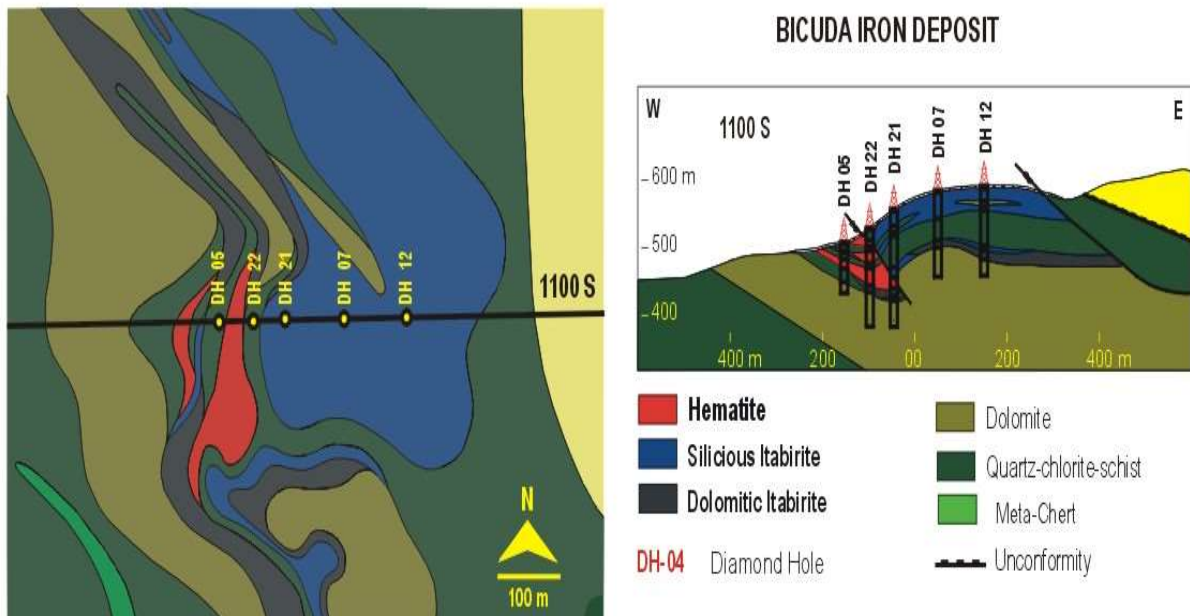 DH 05
DH 22
DH 21
DH 07
DH 12
1100 S
N
100 m
BICUDA IRON DEPOSIT
W
E
1100 S
DH 05
DH 22
DH 21
DH 07
DH 12
600 m
500
400
400 m
200
00
200
400 m
Hematite
Silicious Itabirite
Dolomitic Itabirite
DH-04 Diamond Hole
Dolomite
Quartz-chlorite-schist
Meta-Chert
Unconformity